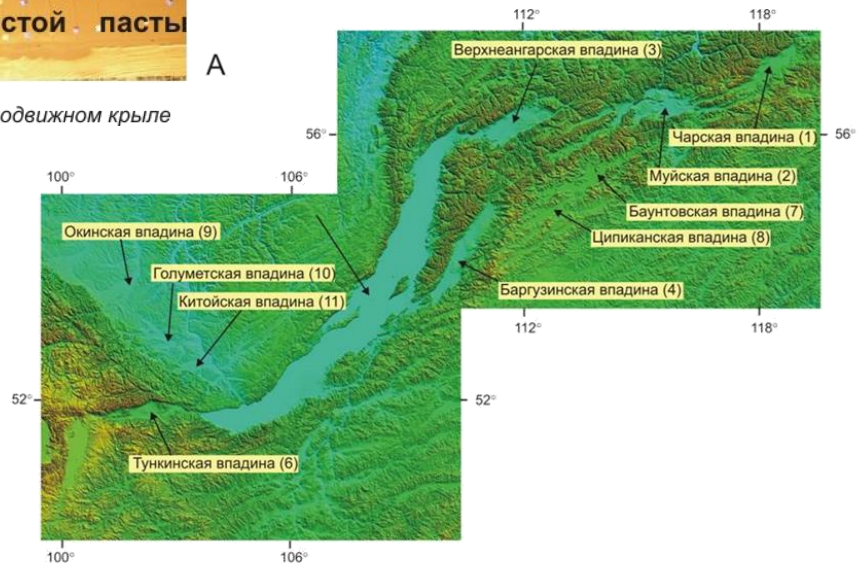 стой пасты
А
одвижном крыле
112° 118°
Верхнеангарская впадина (3)
56° Чарская впадина (1) 56°
100° 106°
Муйская впадина (2)
Баунтовская впадина (7)
Окинская впадина (9)
Ципиканская впадина (8)
Голуметская впадина (10)
Китойская впадина (11)
Баргузинская впадина (4)
112° 118°
52° 52°
Тункинская впадина (6)
100° 106°